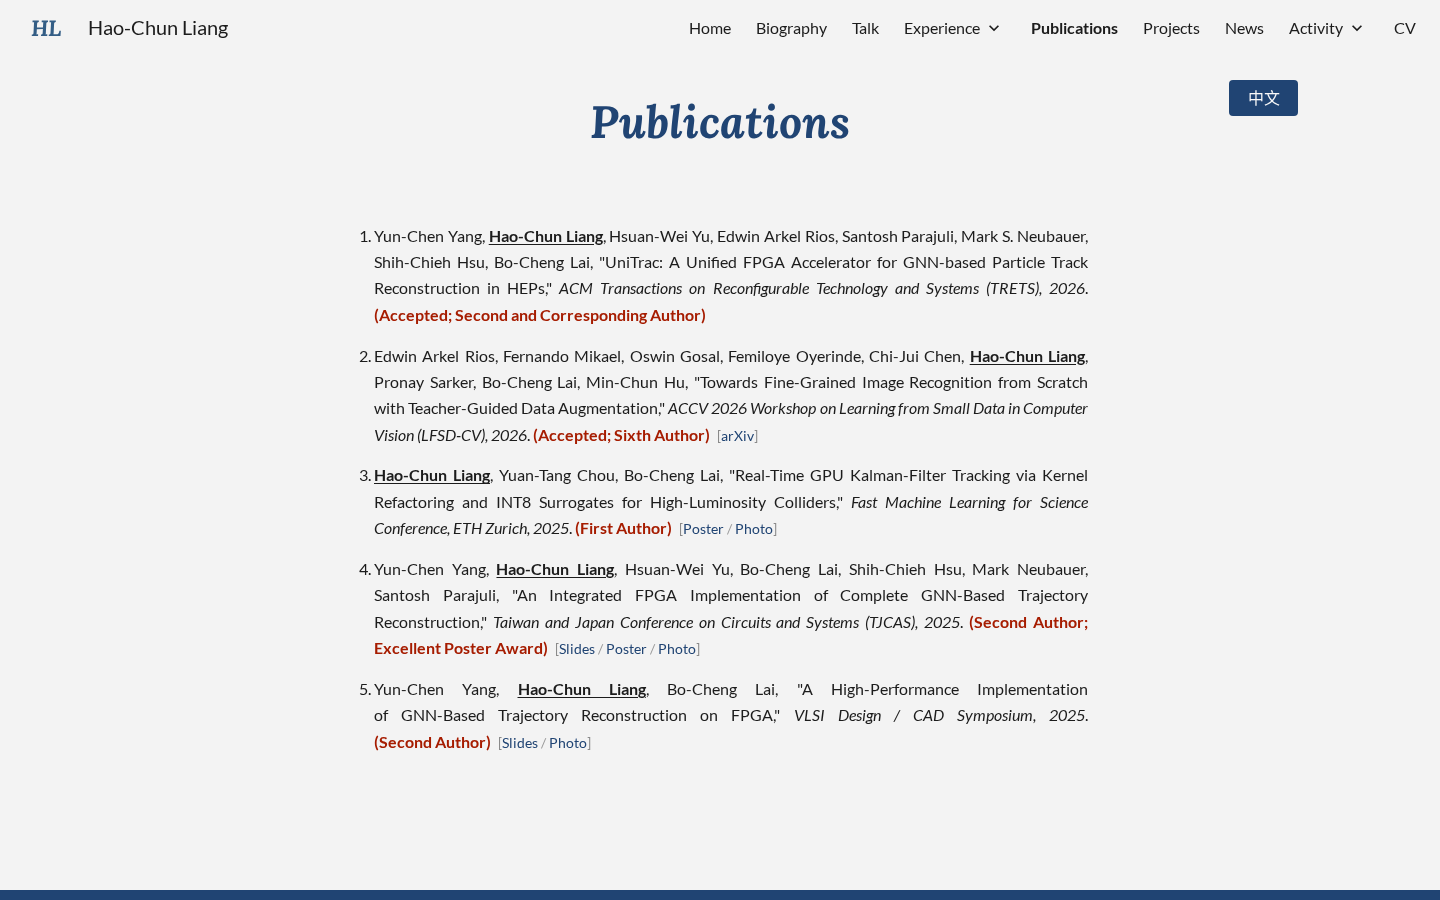 HL Hao-Chun Liang Home Biography Talk Experience Publications Projects News Activity CV
中文
Publications
1. Yun-Chen Yang, Hao-Chun Liang, Hsuan-Wei Yu, Edwin Arkel Rios, Santosh Parajuli, Mark S. Neubauer,
Shih-Chieh Hsu, Bo-Cheng Lai, "UniTrac: A Unified FPGA Accelerator for GNN-based Particle Track
Reconstruction in HEPs," ACM Transactions on Reconfigurable Technology and Systems (TRETS), 2026.
(Accepted; Second and Corresponding Author)
2. Edwin Arkel Rios, Fernando Mikael, Oswin Gosal, Femiloye Oyerinde, Chi-Jui Chen, Hao-Chun Liang,
Pronay Sarker, Bo-Cheng Lai, Min-Chun Hu, "Towards Fine-Grained Image Recognition from Scratch
with Teacher-Guided Data Augmentation," ACCV 2026 Workshop on Learning from Small Data in Computer
Vision (LFSD-CV), 2026. (Accepted; Sixth Author) [arXiv]
3. Hao-Chun Liang, Yuan-Tang Chou, Bo-Cheng Lai, "Real-Time GPU Kalman-Filter Tracking via Kernel
Refactoring and INT8 Surrogates for High-Luminosity Colliders," Fast Machine Learning for Science
Conference, ETH Zurich, 2025. (First Author) [Poster / Photo]
4. Yun-Chen Yang, Hao-Chun Liang, Hsuan-Wei Yu, Bo-Cheng Lai, Shih-Chieh Hsu, Mark Neubauer,
Santosh Parajuli, "An Integrated FPGA Implementation of Complete GNN-Based Trajectory
Reconstruction," Taiwan and Japan Conference on Circuits and Systems (TJCAS), 2025. (Second Author;
Excellent Poster Award) [Slides / Poster / Photo]
5. Yun-Chen Yang, Hao-Chun Liang, Bo-Cheng Lai, "A High-Performance Implementation
of GNN-Based Trajectory Reconstruction on FPGA," VLSI Design / CAD Symposium, 2025.
(Second Author) [Slides / Photo]